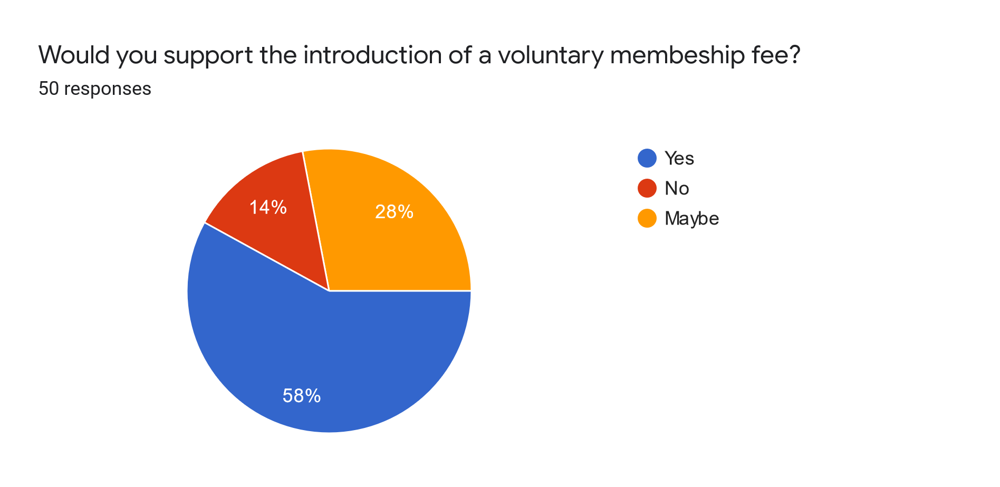 Would you support the introduction of a voluntary membeship fee?
50 responses
Yes
No
Maybe
14%
28%
58%